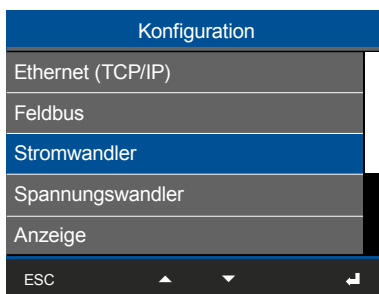 Konfiguration
Ethernet (TCP/IP)
Feldbus
Stromwandler
Spannungswandler
Anzeige
ESC